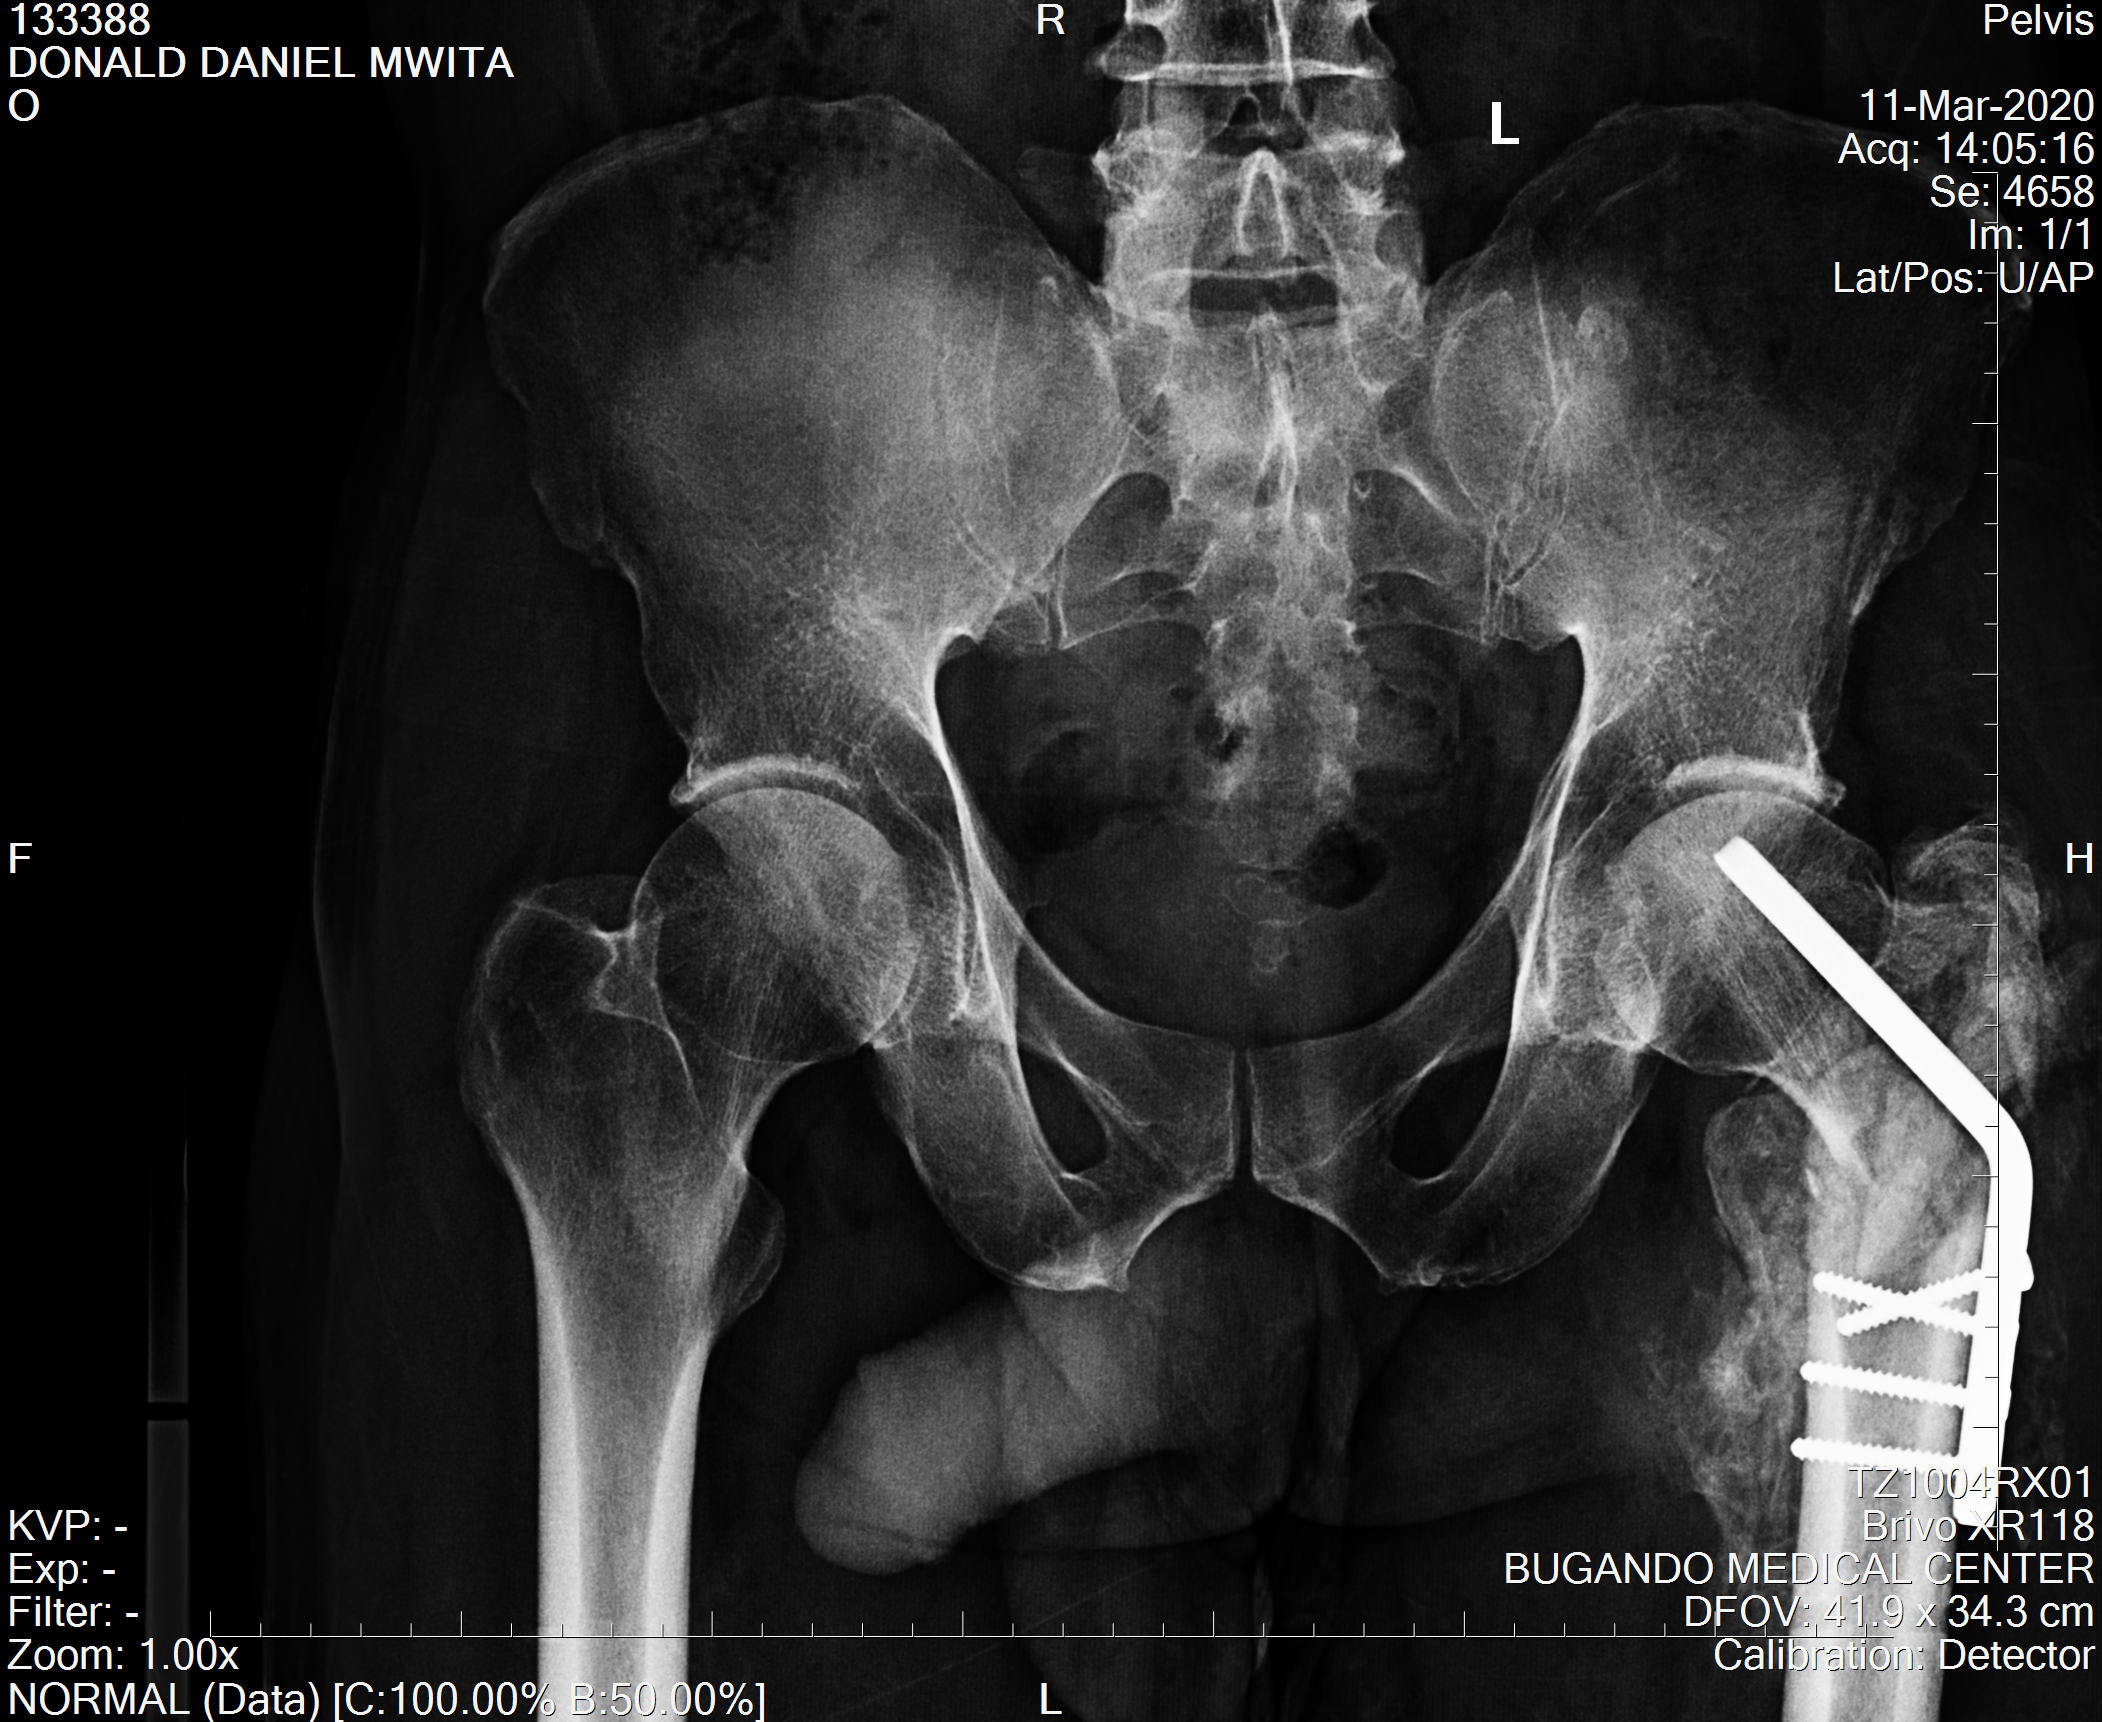 133388
DONALD DANIEL MWITA
O
R
Pelvis
L
11-Mar-2020
Acq: 14:05:16
Se: 4658
Im: 1/1
Lat/Pos: U/AP
F
H
KVP: -
Exp: -
Filter: -
Zoom: 1.00x
NORMAL (Data) [C:100.00% B:50.00%]
L
TZ1004RX01
Brivo XR118
BUGANDO MEDICAL CENTER
DFOV: 41.9 x 34.3 cm
Calibration: Detector